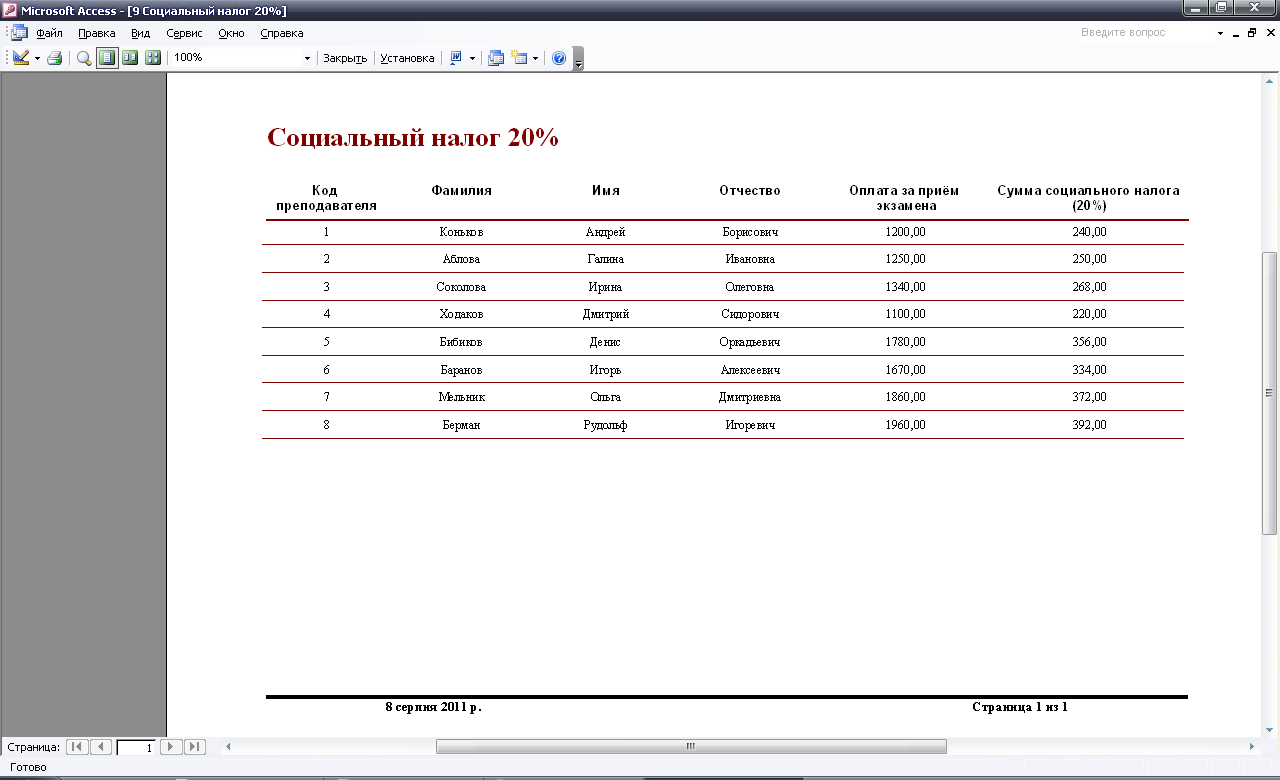 Microsoft Access - [9 Социальный налог 20%]
Файл Правка Вид Сервис Окно Справка Введите вопрос
100% Закрыть Установка
Социальный налог 20%
Код Фамилия Имя Отчество Оплата за приём Сумма социального налога
преподавателя экзамена (20%)
1 Коньков Андрей Борисович 1200,00 240,00
2 Аблова Галина Ивановна 1250,00 250,00
3 Соколова Ирина Олеговна 1340,00 268,00
4 Ходаков Дмитрий Сидорович 1100,00 220,00
5 Бибиков Денис Оркадьевич 1780,00 356,00
6 Баранов Игорь Алексеевич 1670,00 334,00
7 Мельник Ольга Дмитриевна 1860,00 372,00
8 Берман Рудольф Игоревич 1960,00 392,00
8 серпня 2011 р. Страница 1 из 1
Страница: 1
Готово